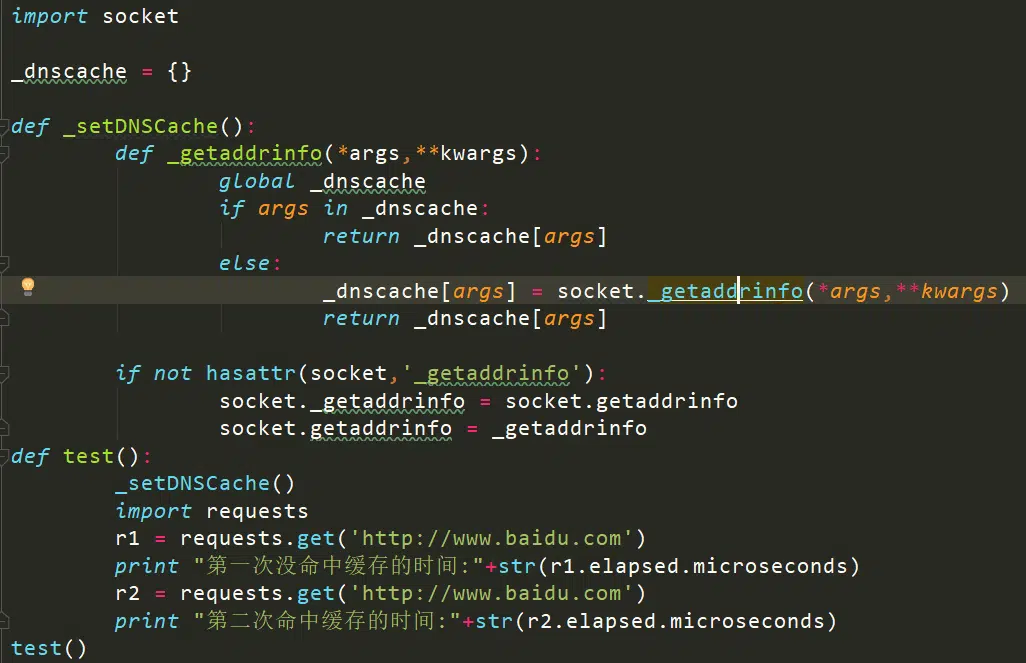 import socket
_dnscache = {}
def _setDNSCache():
def _getaddrinfo(*args,**kwargs):
global _dnscache
if args in _dnscache:
return _dnscache[args]
else:
_dnscache[args] = socket._getaddrinfo(*args,**kwargs)
return _dnscache[args]
if not hasattr(socket,'_getaddrinfo'):
socket._getaddrinfo = socket.getaddrinfo
socket.getaddrinfo = _getaddrinfo
def test():
_setDNSCache()
import requests
r1 = requests.get('http://www.baidu.com')
print "第一次没命中缓存的时间:"+str(r1.elapsed.microseconds)
r2 = requests.get('http://www.baidu.com')
print "第二次命中缓存的时间:"+str(r2.elapsed.microseconds)
test()